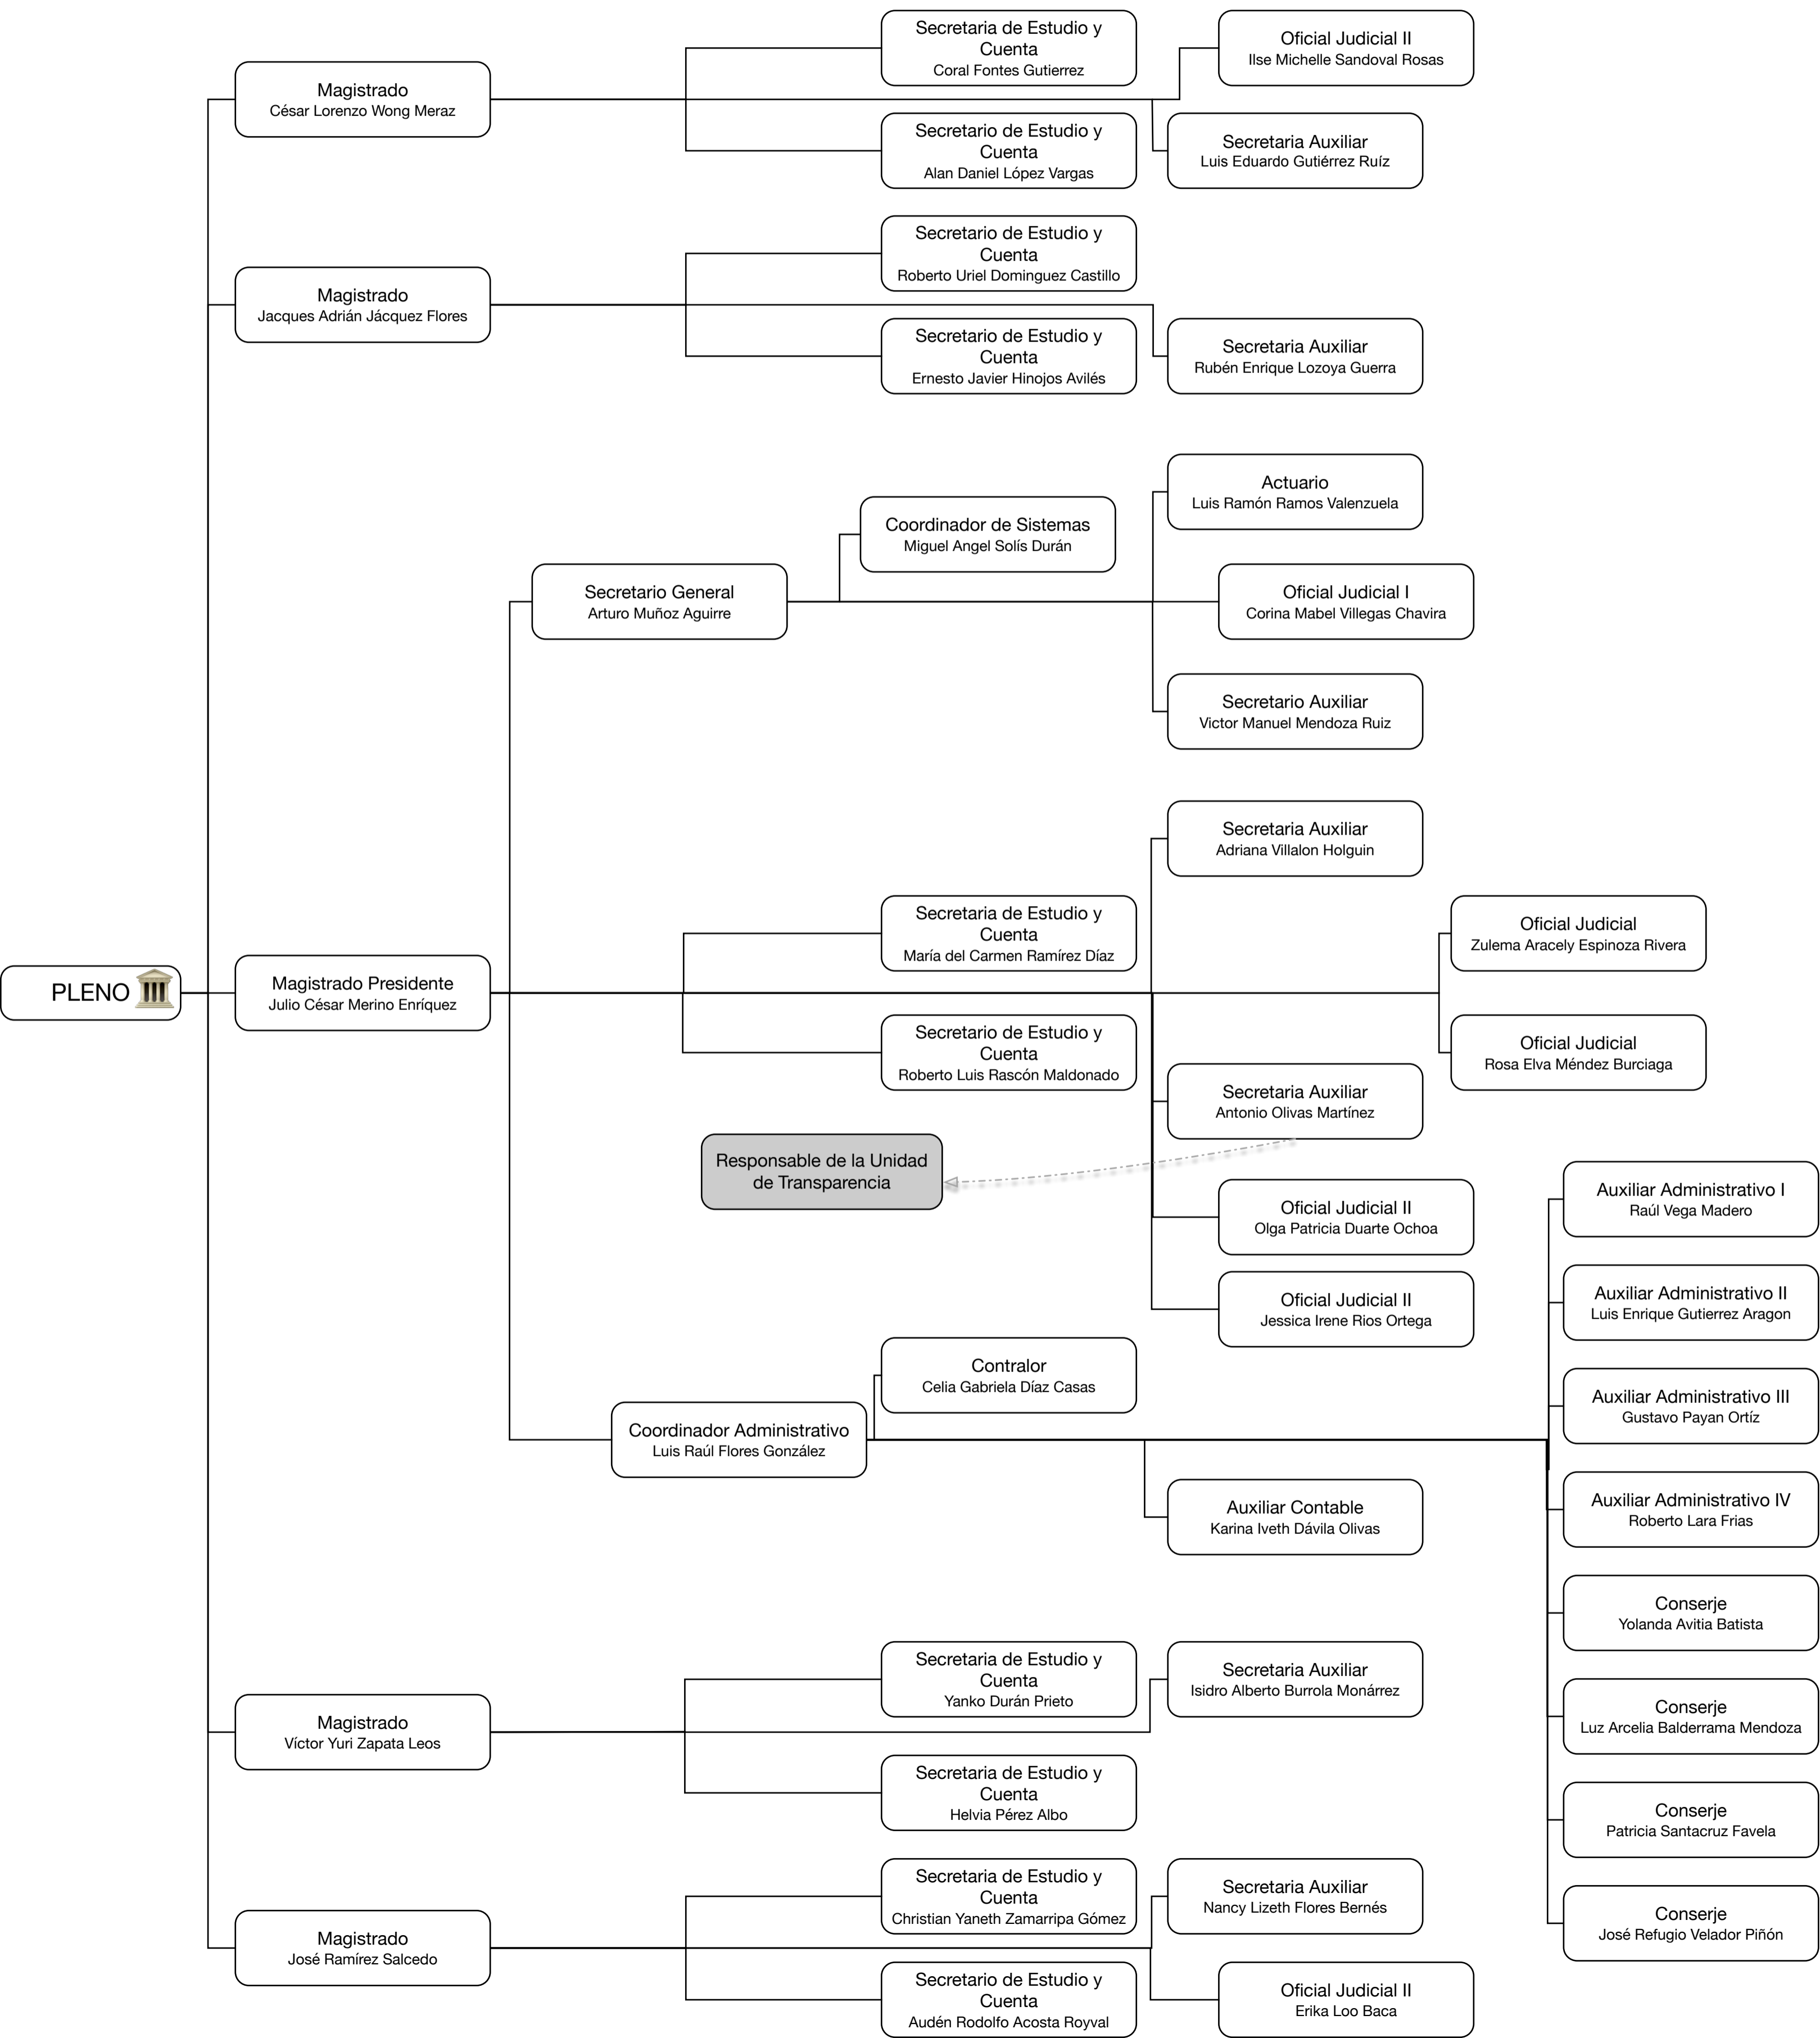 PLENO
Magistrado
César Lorenzo Wong Meraz
Secretaria de Estudio y
Cuenta
Coral Fontes Gutierrez
Secretario de Estudio y
Cuenta
Alan Daniel López Vargas
Oficial Judicial II
Ilse Michelle Sandoval Rosas
Secretaria Auxiliar
Luis Eduardo Gutiérrez Ruíz
Magistrado
Jacques Adrián Jácquez Flores
Secretario de Estudio y
Cuenta
Roberto Uriel Dominguez Castillo
Secretario de Estudio y
Cuenta
Ernesto Javier Hinojos Avilés
Secretaria Auxiliar
Rubén Enrique Lozoya Guerra
Magistrado Presidente
Julio César Merino Enríquez
Secretario General
Arturo Muñoz Aguirre
Coordinador de Sistemas
Miguel Angel Solís Durán
Actuario
Luis Ramón Ramos Valenzuela
Oficial Judicial I
Corina Mabel Villegas Chavira
Secretario Auxiliar
Victor Manuel Mendoza Ruiz
Secretaria Auxiliar
Adriana Villalon Holguin
Secretaria de Estudio y
Cuenta
María del Carmen Ramírez Díaz
Secretario de Estudio y
Cuenta
Roberto Luis Rascón Maldonado
Oficial Judicial
Zulema Aracely Espinoza Rivera
Oficial Judicial
Rosa Elva Méndez Burciaga
Secretaria Auxiliar
Antonio Olivas Martínez
Responsable de la Unidad
de Transparencia
Oficial Judicial II
Olga Patricia Duarte Ochoa
Oficial Judicial II
Jessica Irene Rios Ortega
Coordinador Administrativo
Luis Raúl Flores González
Contralor
Celia Gabriela Díaz Casas
Auxiliar Contable
Karina Iveth Dávila Olivas
Auxiliar Administrativo I
Raúl Vega Madero
Auxiliar Administrativo II
Luis Enrique Gutierrez Aragon
Auxiliar Administrativo III
Gustavo Payan Ortíz
Auxiliar Administrativo IV
Roberto Lara Frias
Conserje
Yolanda Avitia Batista
Conserje
Luz Arcelia Balderrama Mendoza
Conserje
Patricia Santacruz Favela
Conserje
José Refugio Velador Piñón
Magistrado
Víctor Yuri Zapata Leos
Secretaria de Estudio y
Cuenta
Yanko Durán Prieto
Secretaria de Estudio y
Cuenta
Helvia Pérez Albo
Secretaria Auxiliar
Isidro Alberto Burrola Monárrez
Magistrado
José Ramírez Salcedo
Secretaria de Estudio y
Cuenta
Christian Yaneth Zamarripa Gómez
Secretario de Estudio y
Cuenta
Audén Rodolfo Acosta Royval
Secretaria Auxiliar
Nancy Lizeth Flores Bernés
Oficial Judicial II
Erika Loo Baca